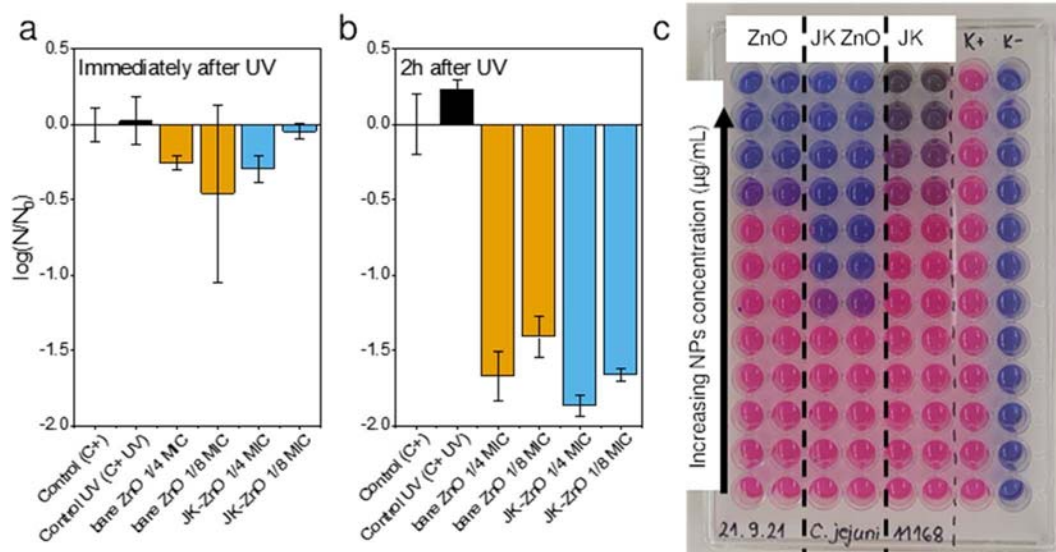 a
Immediately after UV
log(N/N₀)
0.5
0.0
-0.5
-1.0
-1.5
-2.0
Control (C+)
Control UV (C+ UV)
bare ZnO 1/4 MIC
bare ZnO 1/8 MIC
JK-ZnO 1/4 MIC
JK-ZnO 1/8 MIC
b
2h after UV
0.5
0.0
-0.5
-1.0
-1.5
-2.0
Control (C+)
Control UV (C+ UV)
bare ZnO 1/4 MIC
bare ZnO 1/8 MIC
JK-ZnO 1/4 MIC
JK-ZnO 1/8 MIC
c
ZnO JK ZnO JK K+ K-
Increasing NPs concentration (µg/mL)
21.9.21 C. jejuni 11168